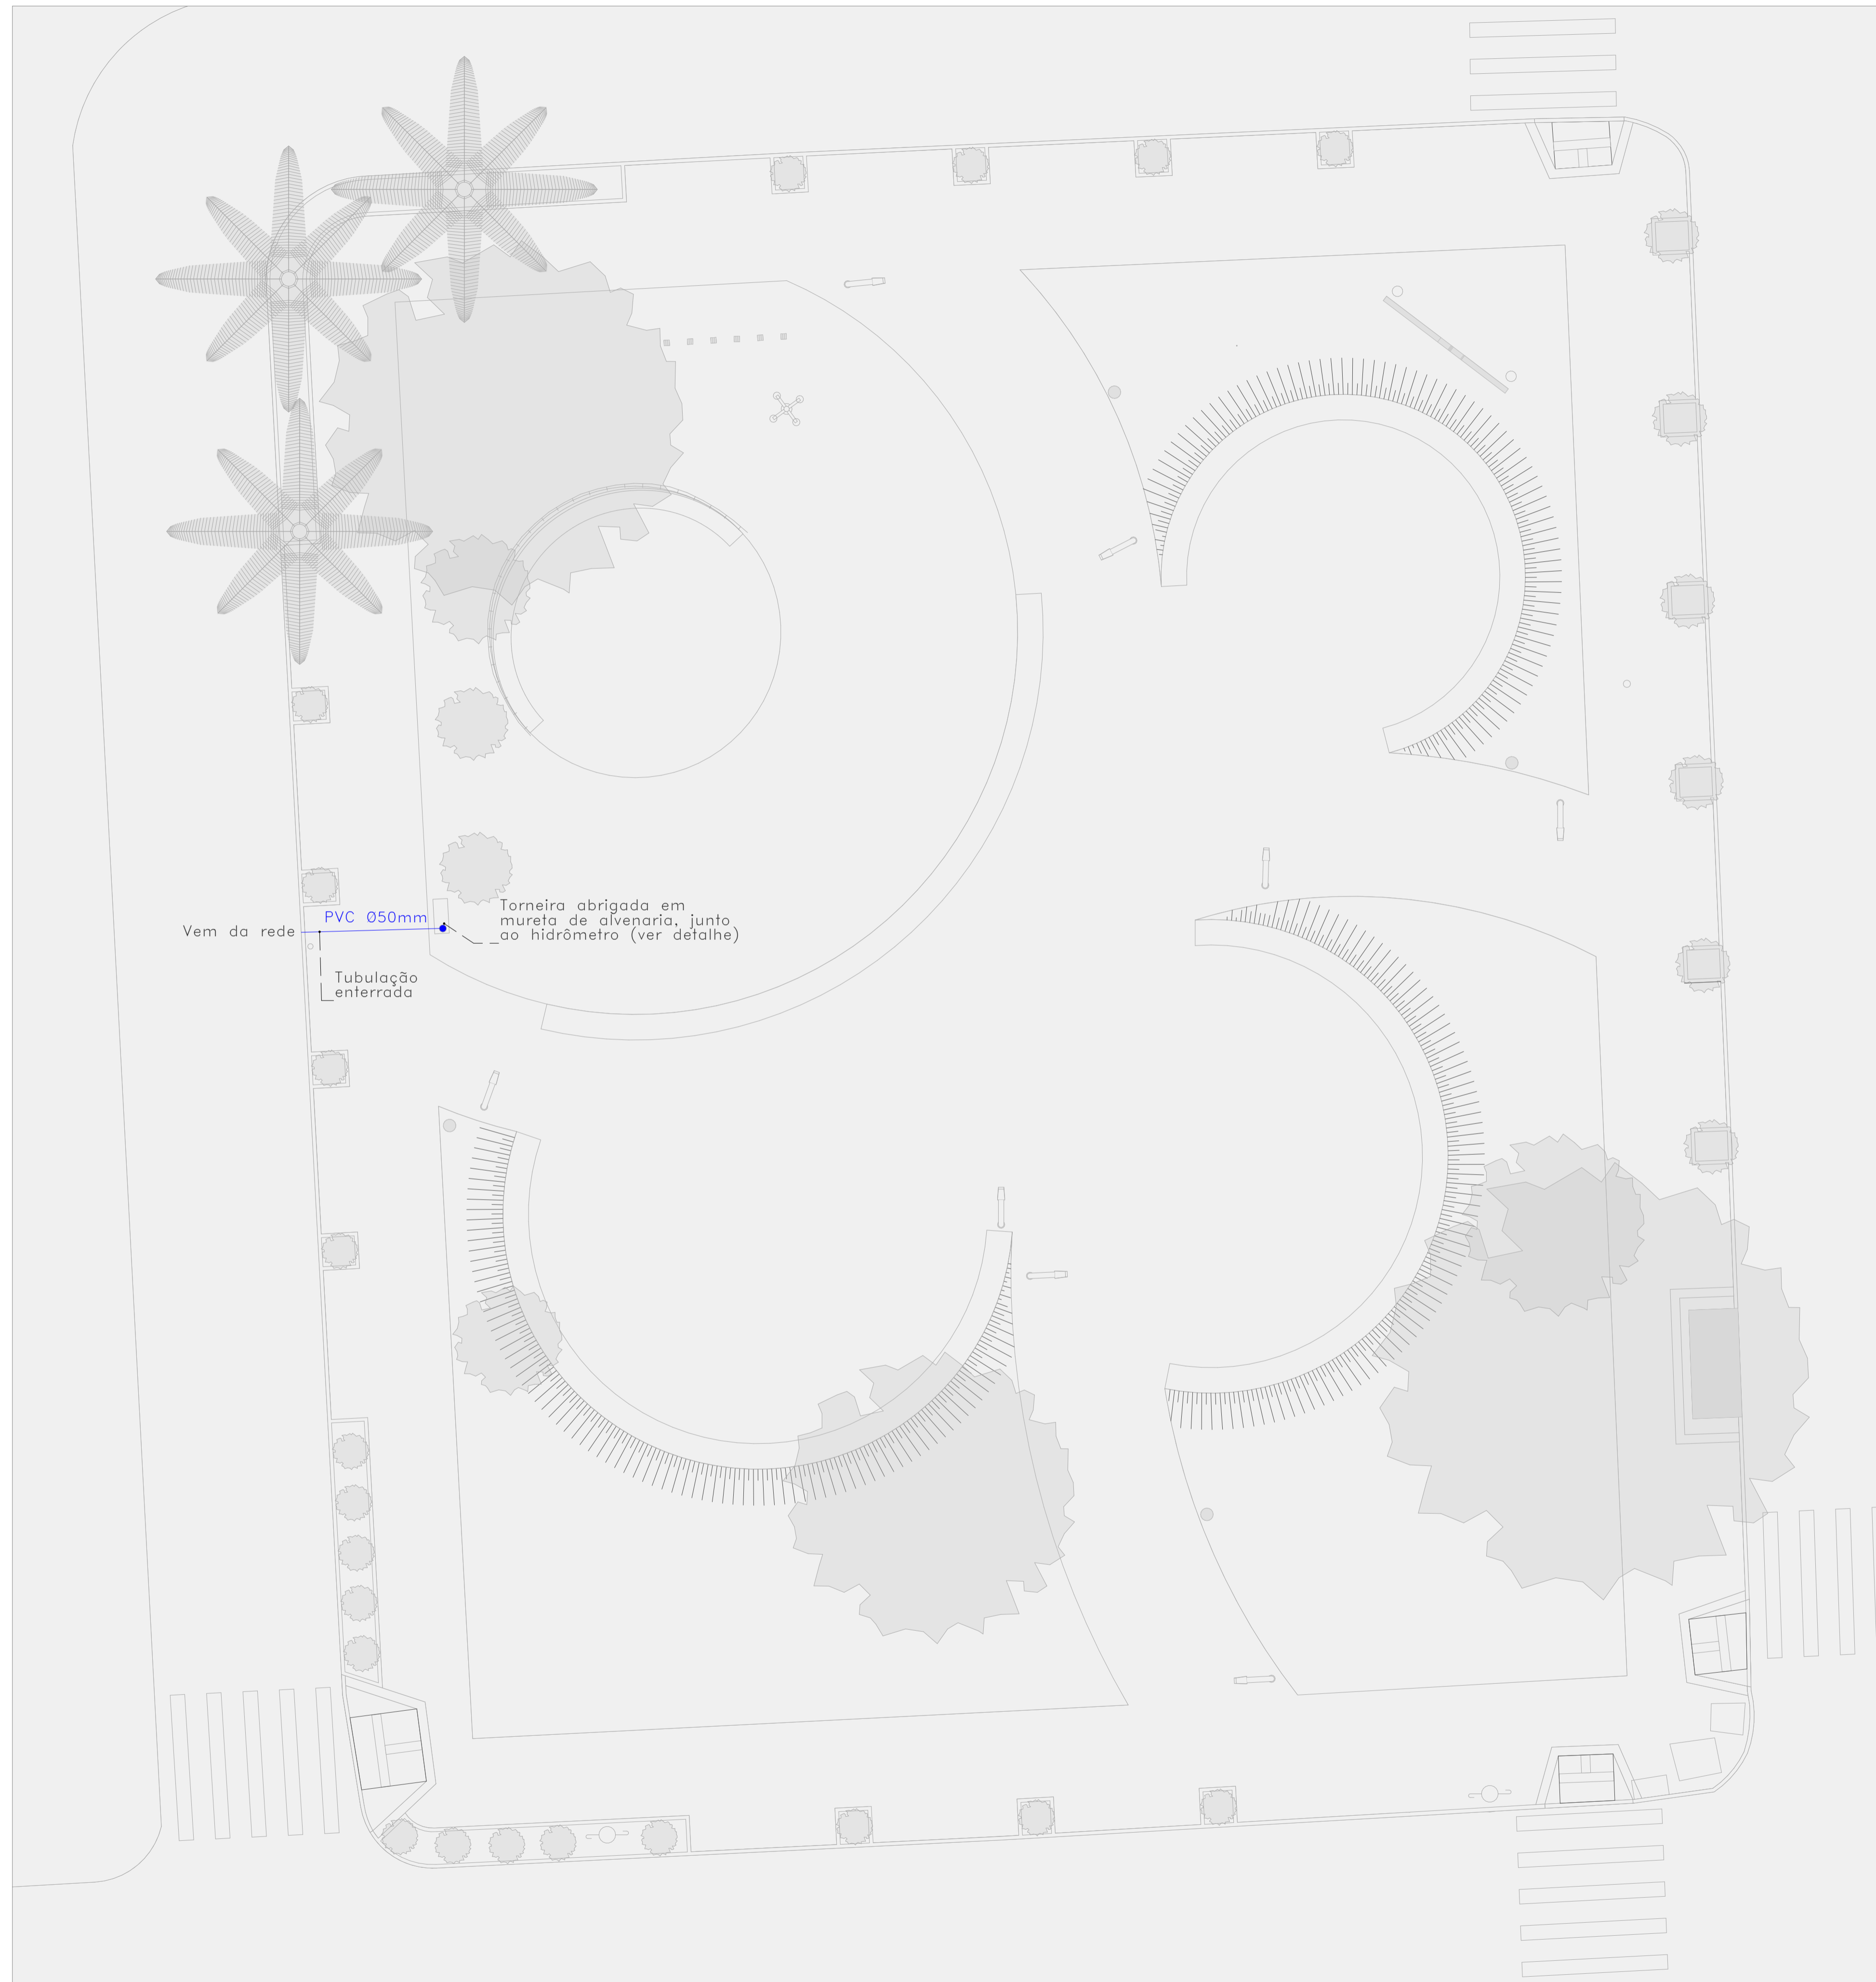 Torneira abrigada em
mureta de alvenaria, junto
ao hidrômetro (ver detalhe)
PVC Ø50mm
Vem da rede
Tubulação
enterrada